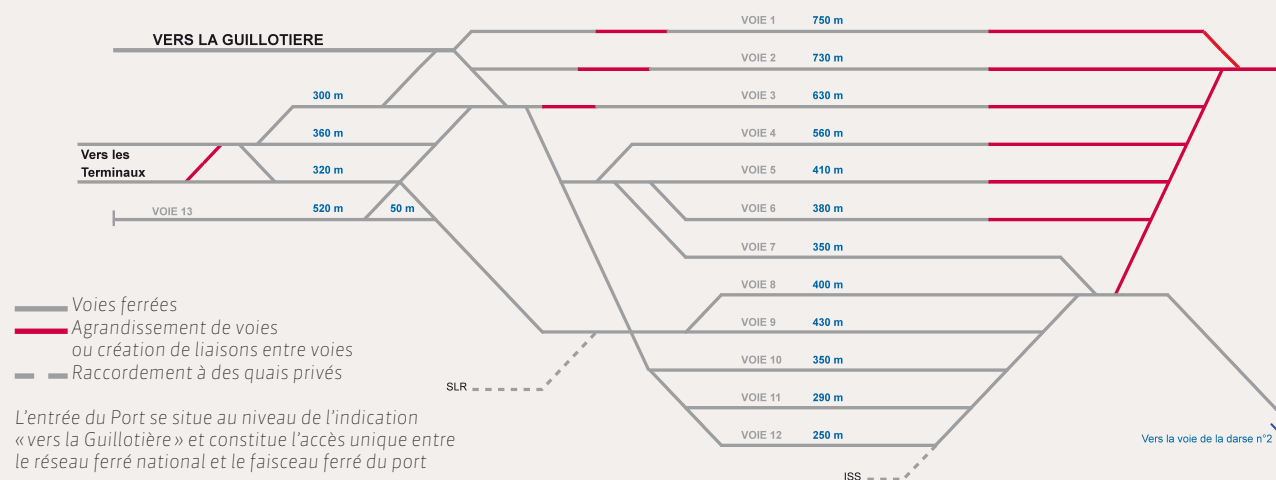 VERS LA GUILLOTIERE
300 m
360 m
Vers les
Terminaux
320 m
VOIE 13 520 m 50 m
VOIE 1 750 m
VOIE 2 730 m
VOIE 3 630 m
VOIE 4 560 m
VOIE 5 410 m
VOIE 6 380 m
VOIE 7 350 m
VOIE 8 400 m
VOIE 9 430 m
VOIE 10 350 m
VOIE 11 290 m
VOIE 12 250 m
SLR
ISS
Vers la voie de la darse n°2
Voies ferrées
Agrandissement de voies
ou création de liaisons entre voies
Raccordement à des quais privés
L'entrée du Port se situe au niveau de l'indication
« vers la Guillotière » et constitue l'accès unique entre
le réseau ferré national et le faisceau ferré du port